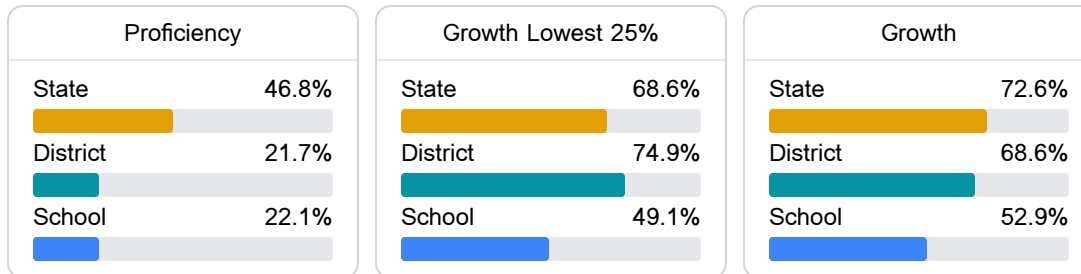 Proficiency
State 46.8%
District 21.7%
School 22.1%
Growth Lowest 25%
State 68.6%
District 74.9%
School 49.1%
Growth
State 72.6%
District 68.6%
School 52.9%